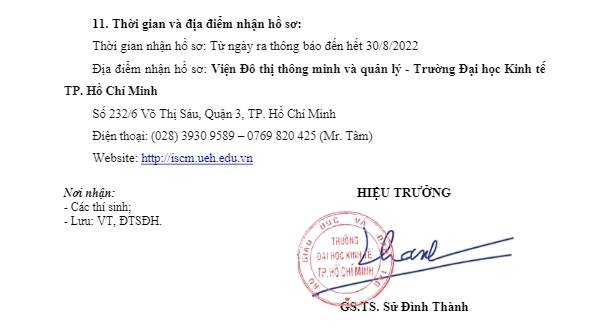 11. Thời gian và địa điểm nhận hồ sơ:
Thời gian nhận hồ sơ: Từ ngày ra thông báo đến hết 30/8/2022
Địa điểm nhận hồ sơ: Viện Đô thị thông minh và quản lý - Trường Đại học Kinh tế
TP. Hồ Chí Minh
Số 232/6 Võ Thị Sáu, Quận 3, TP. Hồ Chí Minh
Điện thoại: (028) 3930 9589 – 0769 820 425 (Mr. Tâm)
Website: http://iscm.ueh.edu.vn
Nơi nhận:
- Các thí sinh;
- Lưu: VT, ĐTSĐH.
HIỆU TRƯỞNG
BỘ GIÁO DỤC VÀ ĐÀO TẠO
TRƯỜNG
ĐẠI HỌC KINH TẾ
TP.HỒ CHÍ MINH
GS.TS. Sử Đình Thành